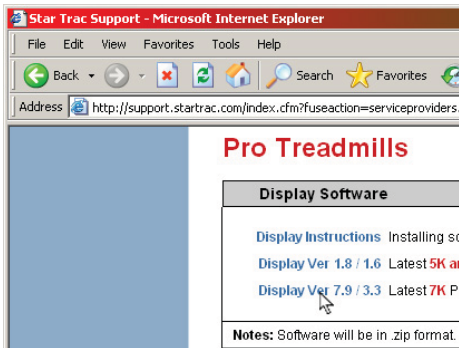 Star Trac Support - Microsoft Internet Explorer
File Edit View Favorites Tools Help
Back Search Favorites
Address http://support.startrac.com/index.cfm?fuseaction=serviceproviders.
Pro Treadmills
Display Software
Display Instructions Installing
Display Ver 1.8 / 1.6 Latest 5K
Display Ver 7.9 / 3.3 Latest 7K
Notes: Software will be in .zip format.